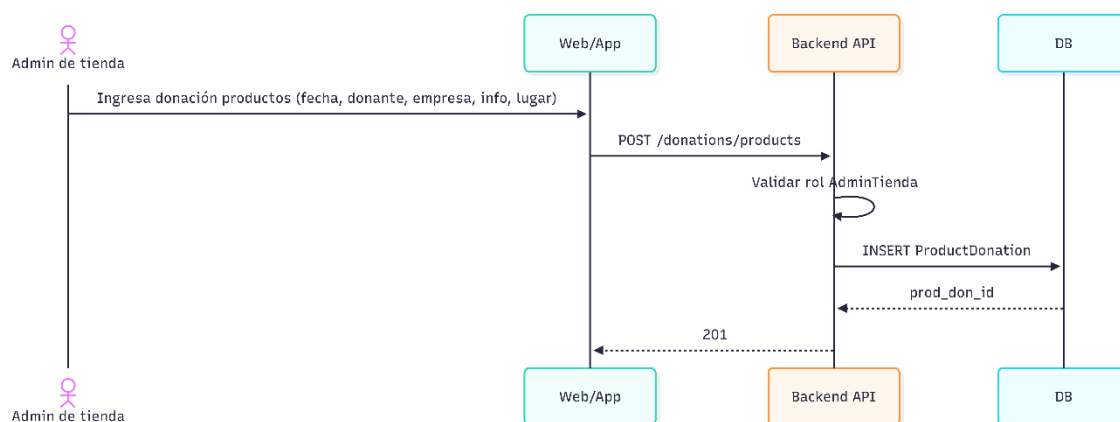 Admin de tienda
Web/App
Backend API
DB
Ingresa donación productos (fecha, donante, empresa, info, lugar)
POST /donations/products
Validar rol AdminTienda
INSERT ProductDonation
prod_don_id
201
Admin de tienda
Web/App
Backend API
DB